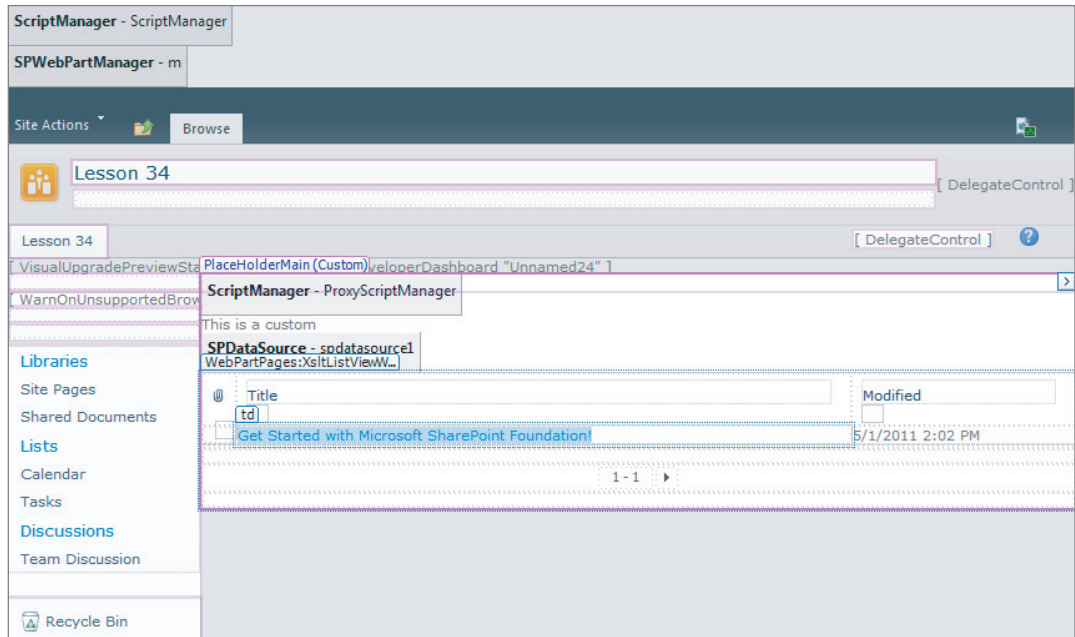 ScriptManager - ScriptManager
SPWebPartManager - m
Site Actions
Browse
Lesson 34
[ DelegateControl ]
Lesson 34
[ DelegateControl ]
[ VisualUpgradePreviewSta
PlaceHolderMain (Custom)
veloperDashboard "Unnamed24" ]
ScriptManager - ProxyScriptManager
[ WarnOnUnsupportedBrow
This is a custom
SPDataSource - spdatasource1
WebPartPages:XsltListViewW...
Libraries
Site Pages
Shared Documents
Lists
Calendar
Tasks
Discussions
Team Discussion
Recycle Bin
Title
Modified
td
Get Started with Microsoft SharePoint Foundation!
5/1/2011 2:02 PM
1 - 1